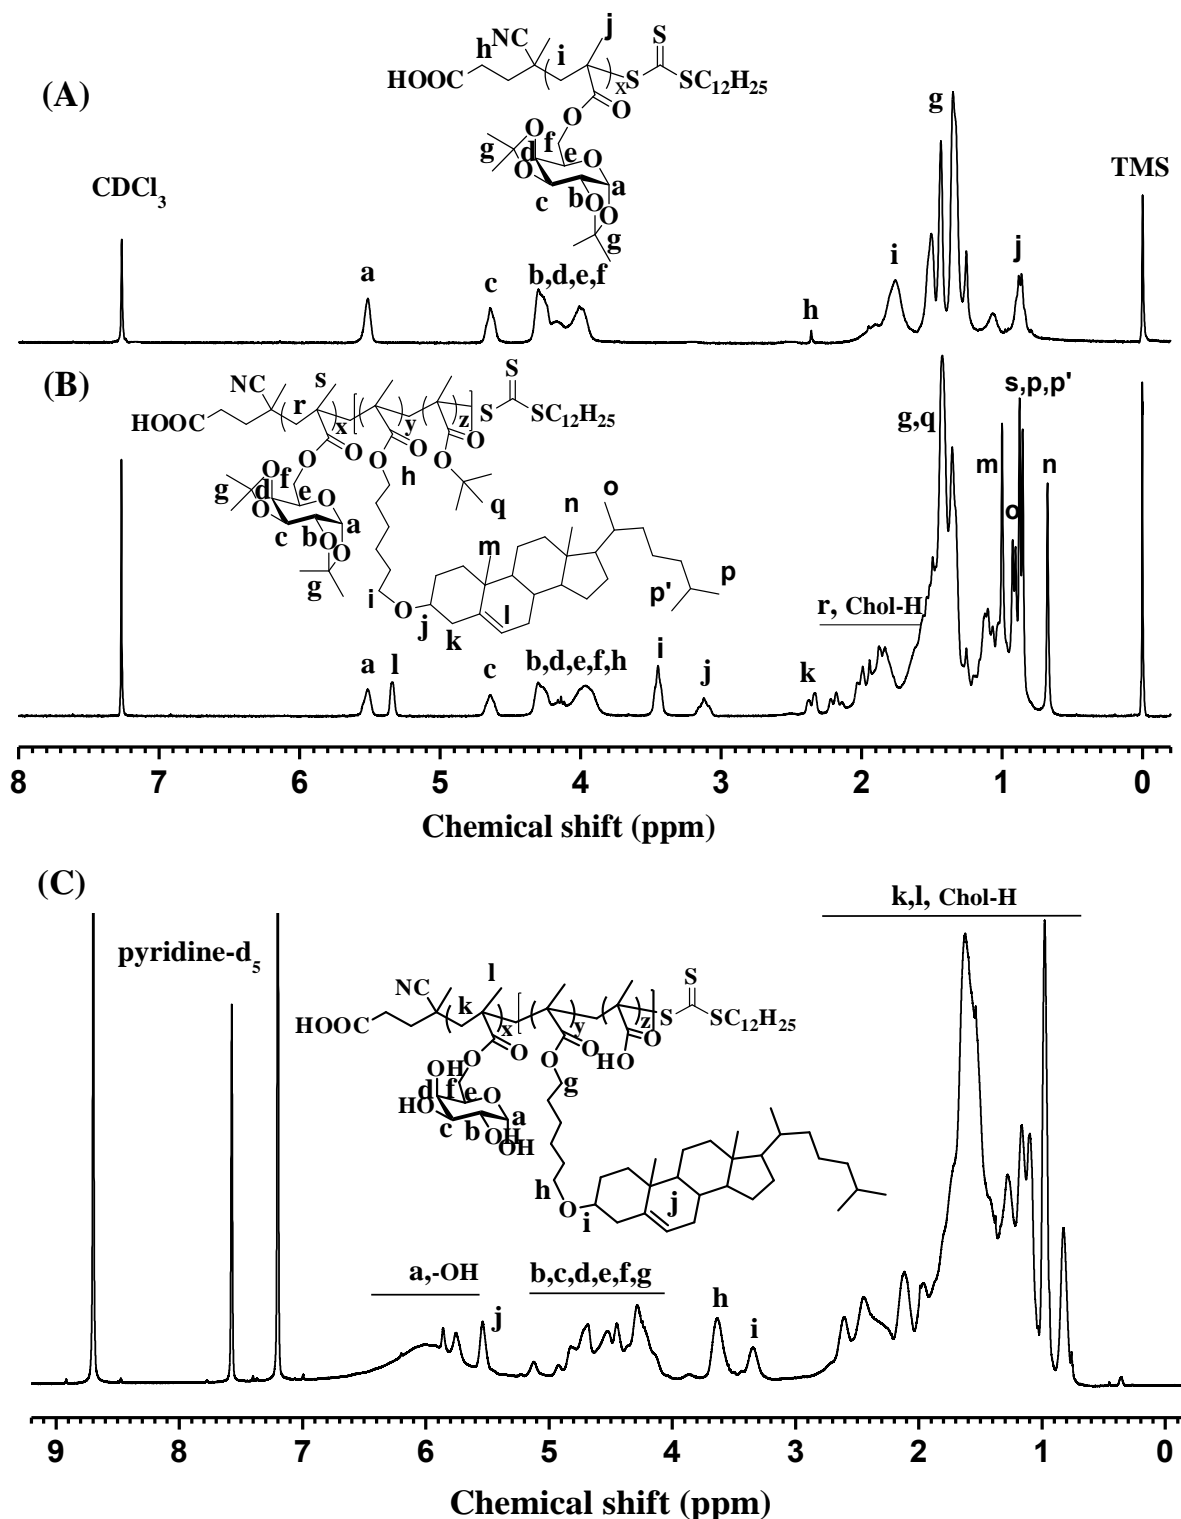 (A)
NC
h
i
j
S
HOOC
x
S
SC₁₂H₂₅
O
O
g
O
f
d
e
O
O
a
b
O
c
O
g
CDCl₃
a
c
b,d,e,f
h
i
g
j
TMS
(B)
NC
s
r
S
HOOC
x
y
z
S
SC₁₂H₂₅
O
O
O
O
O
O
h
q
g
O
f
d
e
O
O
a
b
O
c
O
g
i
O
j
k
l
m
n
o
p
p'
a
l
c
b,d,e,f,h
i
j
k
r, Chol-H
g,q
m
o
s,p,p'
n
8 7 6 5 4 3 2 1 0
Chemical shift (ppm)
(C)
k,l, Chol-H
pyridine-d₅
NC
k
l
S
HOOC
x
y
z
S
SC₁₂H₂₅
O
O
O
O
HO
O
OH
d
f
e
O
HO
a
c
b
OH
OH
g
h
O
i
j
a,-OH
j
b,c,d,e,f,g
h
i
9 8 7 6 5 4 3 2 1 0
Chemical shift (ppm)